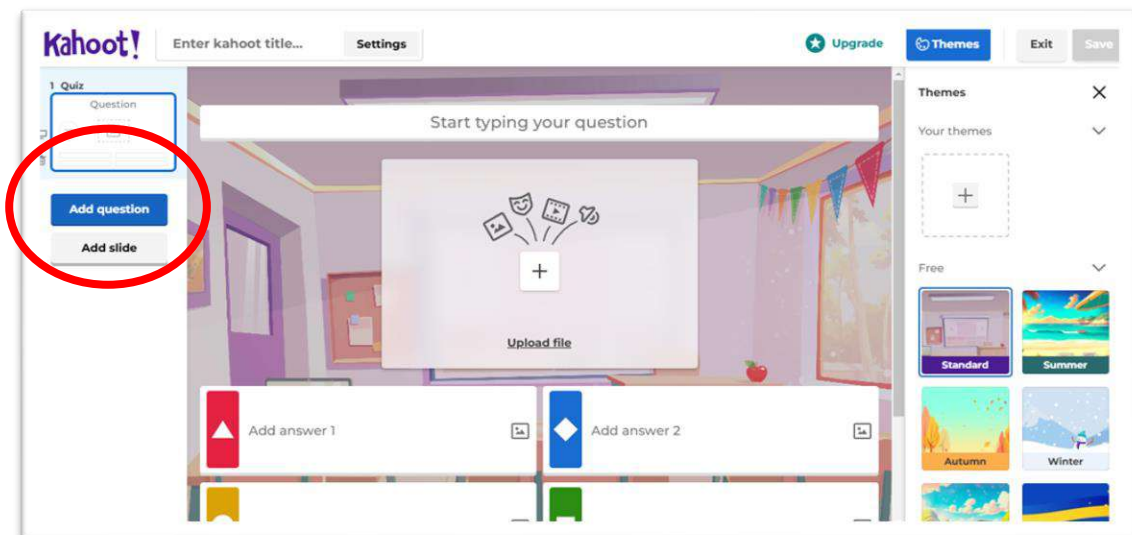 Kahoot!
Enter kahoot title...
Settings
Upgrade
Themes
Exit
Save
1 Quiz
Question
Add question
Add slide
Start typing your question
Upload file
Add answer 1
Add answer 2
Themes
Your themes
Free
Standard
Summer
Autumn
Winter